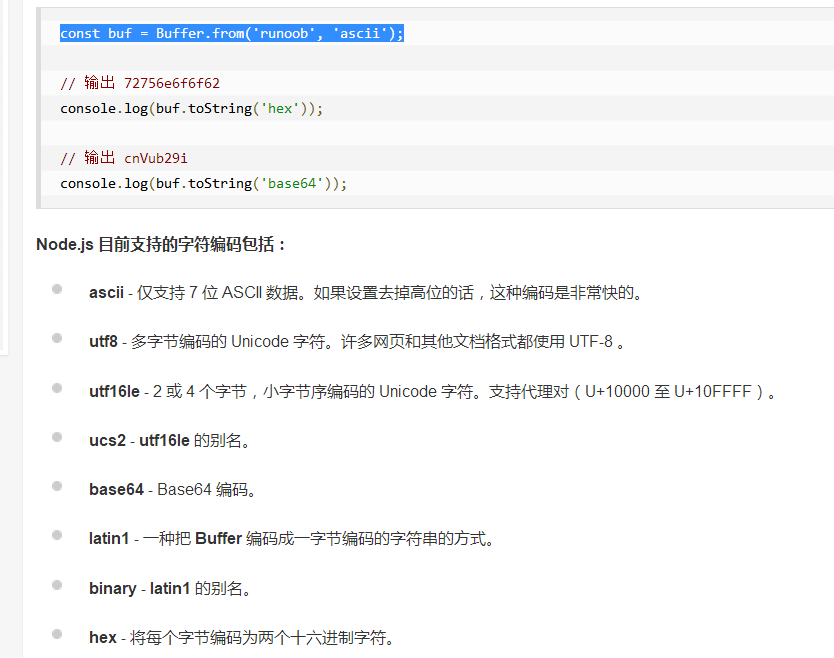 const buf = Buffer.from('runoob', 'ascii');
// 输出 72756e6f6f62
console.log(buf.toString('hex'));
// 输出 cnVub29i
console.log(buf.toString('base64'));
Node.js 目前支持的字符编码包括：
ascii - 仅支持 7 位 ASCII 数据。如果设置去掉高位的话，这种编码是非常快的。
utf8 - 多字节编码的 Unicode 字符。许多网页和其他文档格式都使用 UTF-8 。
utf16le - 2 或 4 个字节，小字节序编码的 Unicode 字符。支持代理对（U+10000 至 U+10FFFF）。
ucs2 - utf16le 的别名。
base64 - Base64 编码。
latin1 - 一种把 Buffer 编码成一字节编码的字符串的方式。
binary - latin1 的别名。
hex - 将每个字节编码为两个十六进制字符。